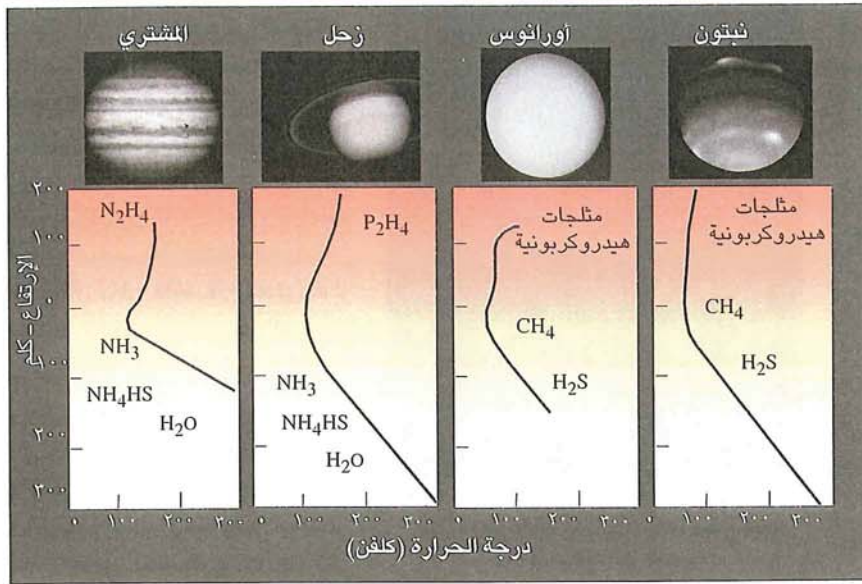 المشتري
زحل
أورانوس
نبتون
الإرتفاع-كلم
٢٠٠
١٠٠
٠
١٠٠
٢٠٠
٣٠٠
N₂H₄
NH₃
NH₄HS
H₂O
P₂H₄
NH₃
NH₄HS
H₂O
مثلجات
هيدروكربونية
CH₄
H₂S
مثلجات
هيدروكربونية
CH₄
H₂S
٠ ١٠٠ ٢٠٠ ٣٠٠
٠ ١٠٠ ٢٠٠ ٣٠٠
٠ ١٠٠ ٢٠٠
٠ ١٠٠ ٢٠٠ ٣٠٠
درجة الحرارة (كلفن)